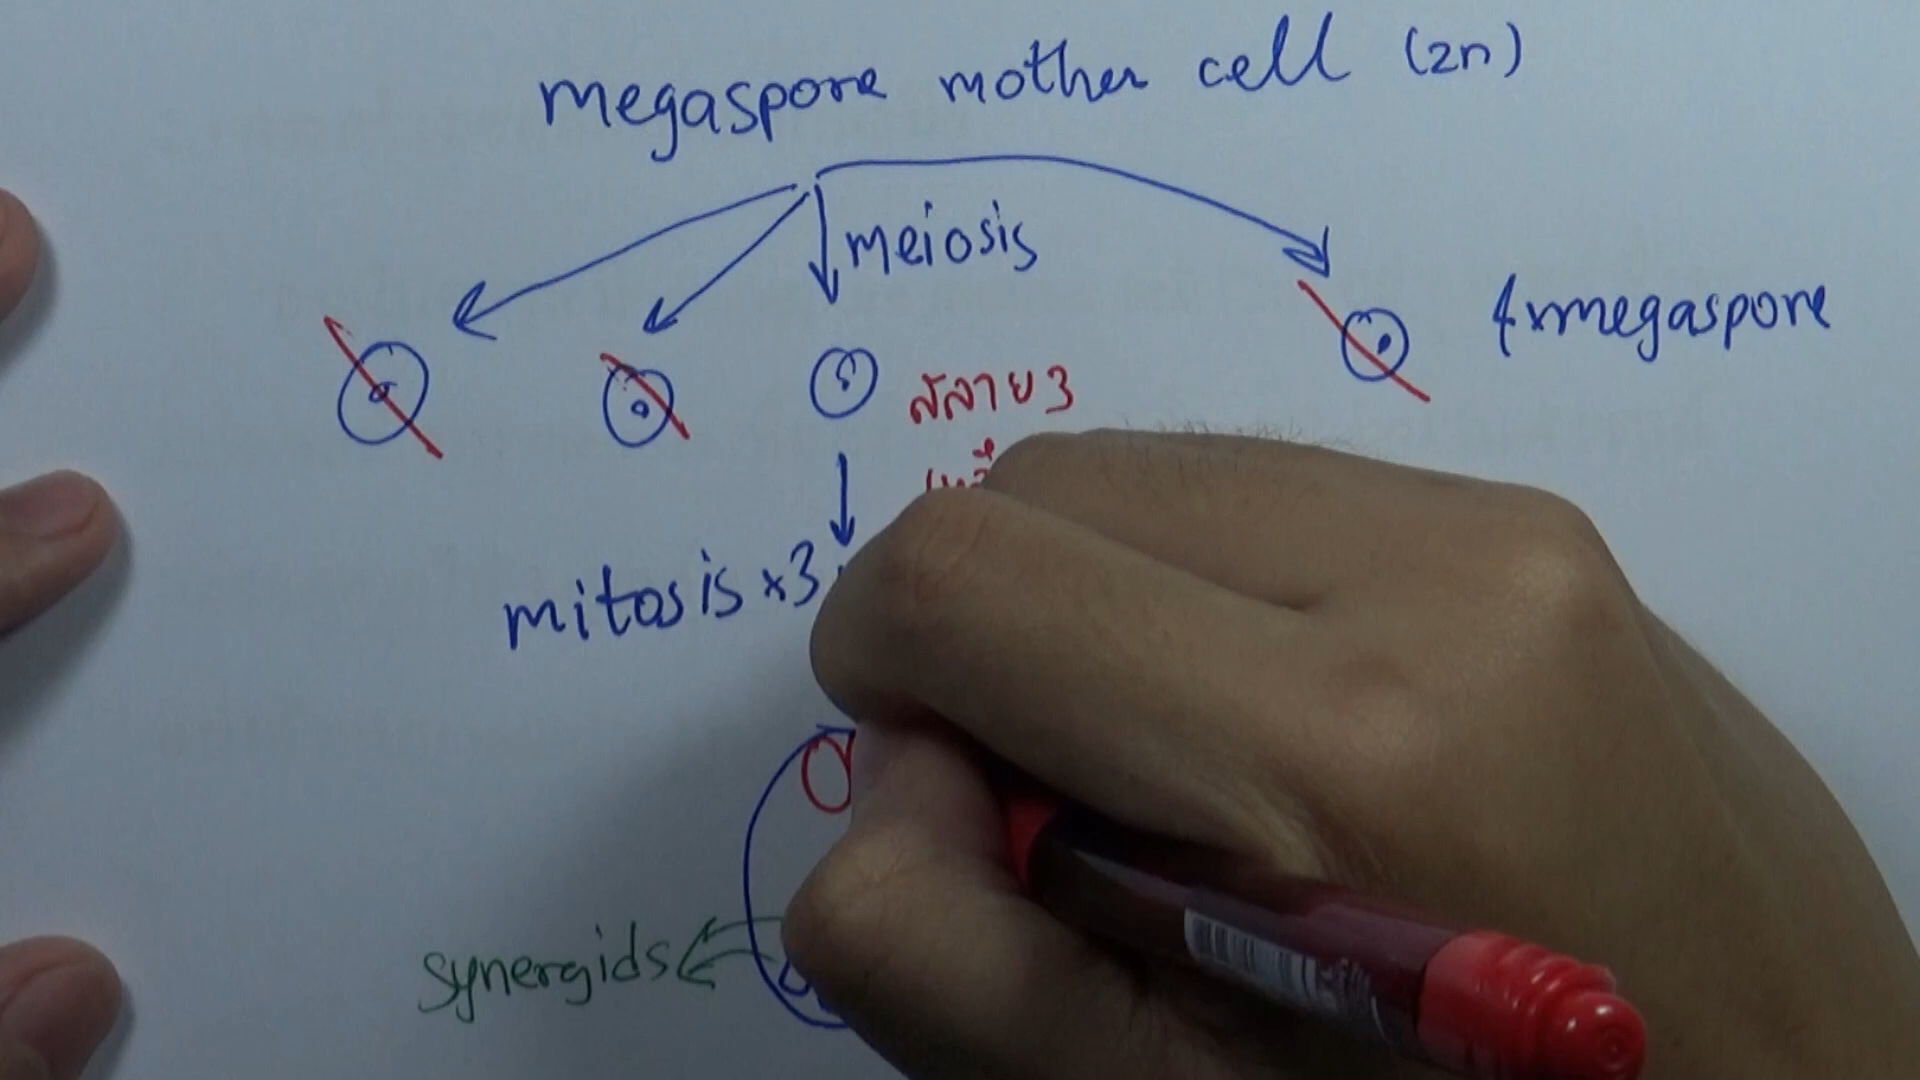 megaspore mother cell (2n)
meiosis
4xmegaspore
สลาย 3
mitosis x3
synergids